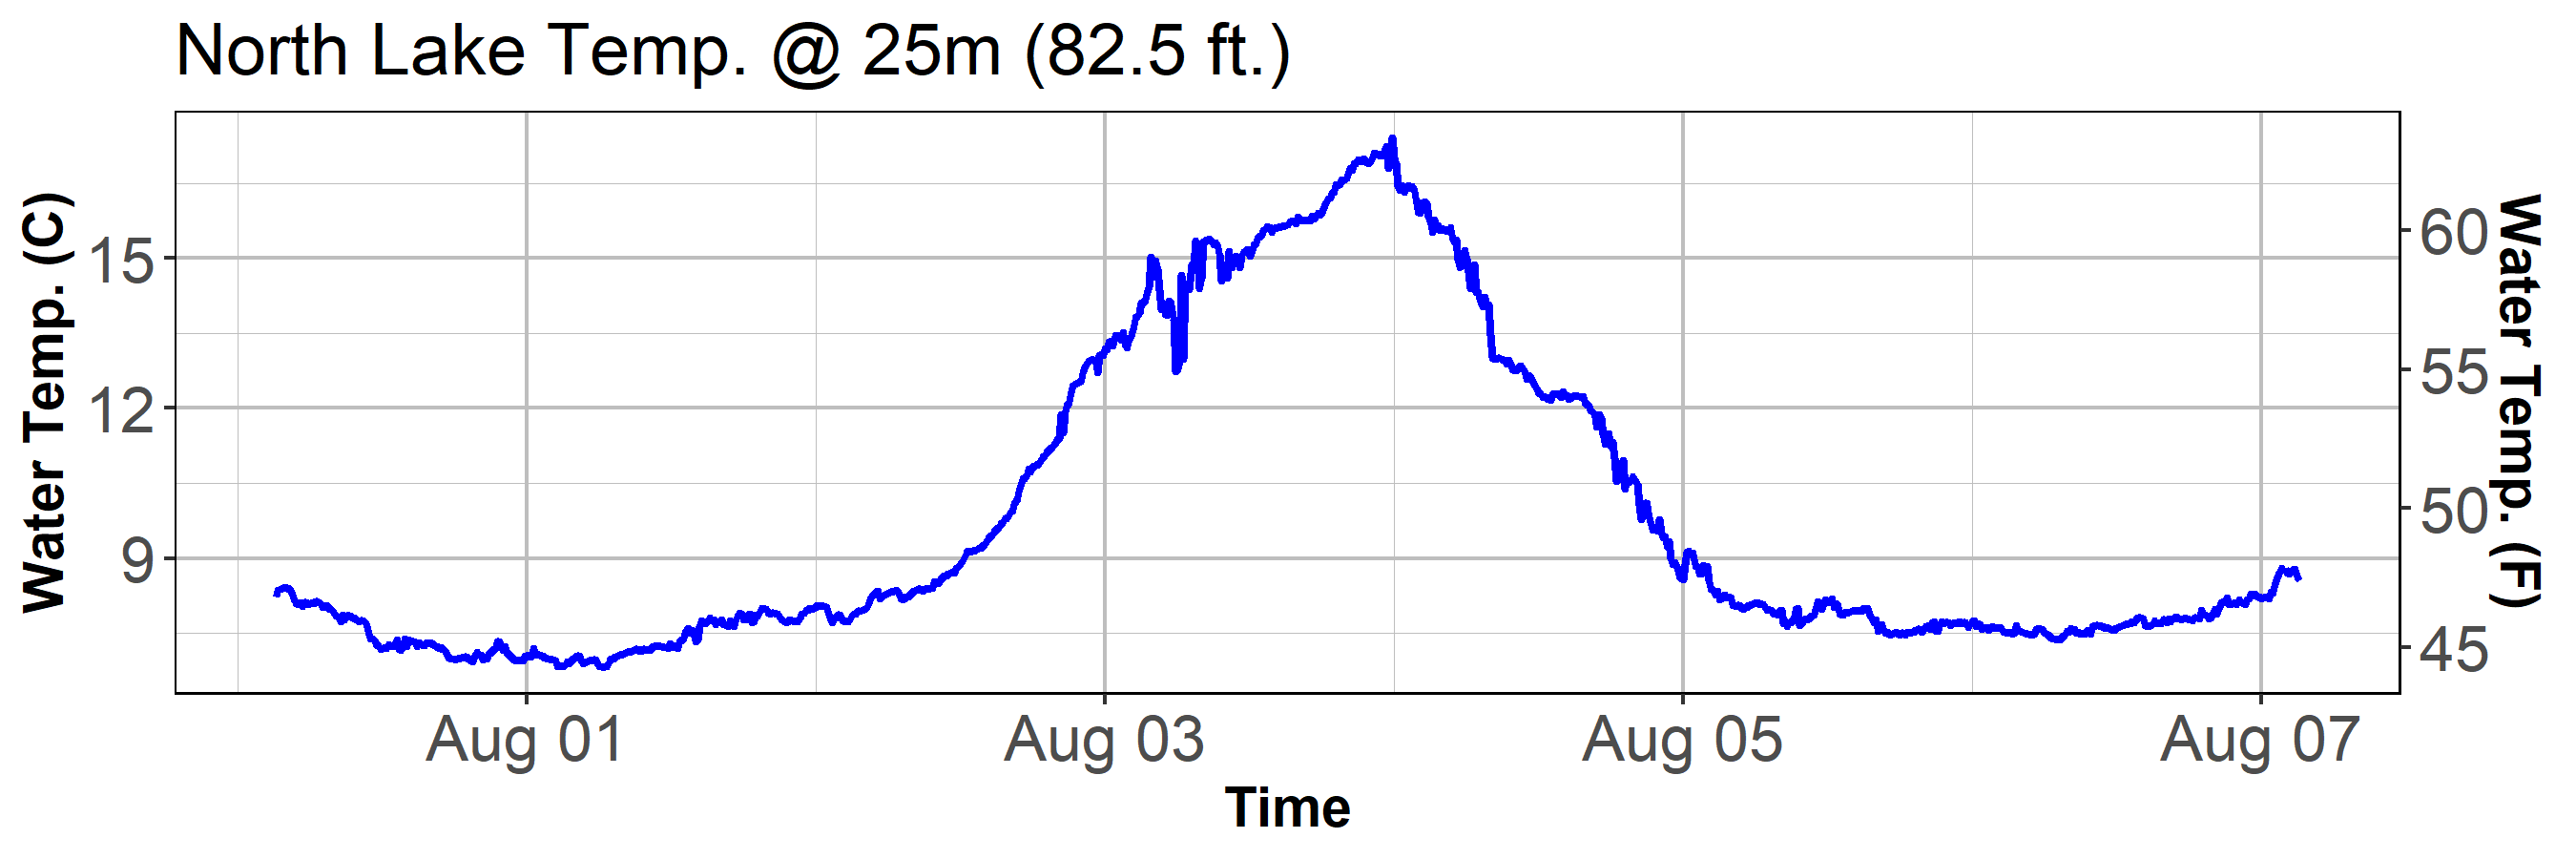 North Lake Temp. @ 25m (82.5 ft.)
Water Temp. (C)
15
12
9
60
55
50
45
Water Temp. (F)
Aug 01
Aug 03
Aug 05
Aug 07
Time